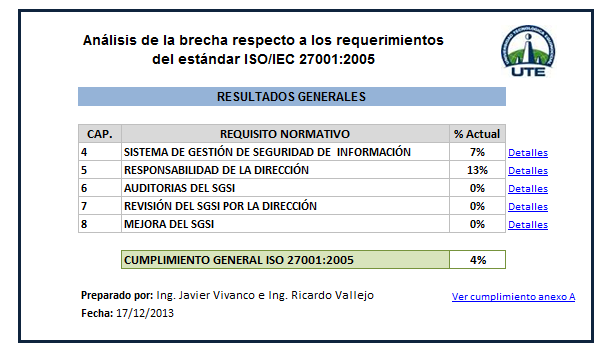 Análisis de la brecha respecto a los requerimientos
del estándar ISO/IEC 27001:2005
UTE
RESULTADOS GENERALES
CAP. REQUISITO NORMATIVO % Actual
4 SISTEMA DE GESTIÓN DE SEGURIDAD DE INFORMACIÓN 7% Detalles
5 RESPONSABILIDAD DE LA DIRECCIÓN 13% Detalles
6 AUDITORIAS DEL SGSI 0% Detalles
7 REVISIÓN DEL SGSI POR LA DIRECCIÓN 0% Detalles
8 MEJORA DEL SGSI 0% Detalles
CUMPLIMIENTO GENERAL ISO 27001:2005 4%
Preparado por: Ing. Javier Vivanco e Ing. Ricardo Vallejo Ver cumplimiento anexo A
Fecha: 17/12/2013